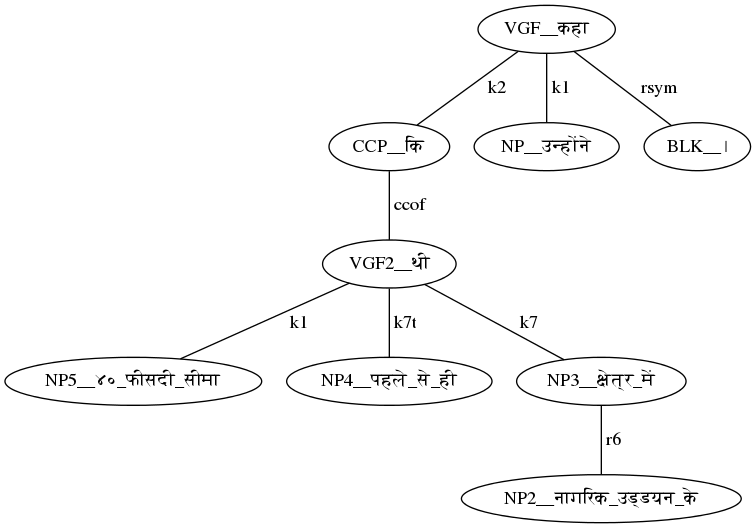 VGF__कहा
k2 k1 rsym
CCP__कि NP__उन्होंने BLK__।
ccof
VGF2__थी
k1 k7t k7
NP5__४०_फीसदी_सीमा NP4__पहले_से_ही NP3__क्षेत्र_में
r6
NP2__नागरिक_उड्डयन_के